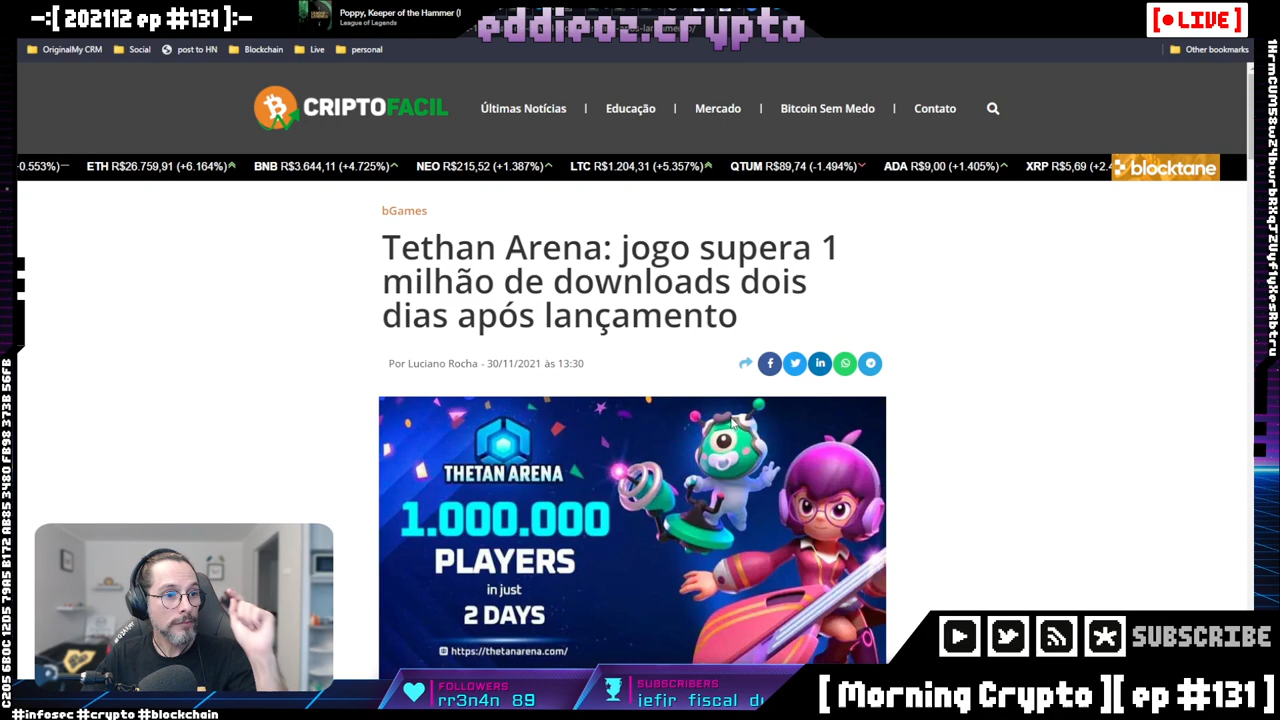 -:[ 202112 ep #131 ]:-
Poppy, Keeper of the Hammer (
League of Legends
eddieoz.crypto
[• LIVE ]
OriginalMy CRM
Social
post to HN
Blockchain
Live
personal
Other bookmarks
CRIPTOFACIL
Últimas Notícias
Educação
Mercado
Bitcoin Sem Medo
Contato
-0.553%)
ETH R$26.759,91 (+6.164%)
BNB R$3.644,11 (+4.725%)
NEO R$215,52 (+1.387%)
LTC R$1.204,31 (+5.357%)
QTUM R$89,74 (-1.494%)
ADA R$9,00 (+1.405%)
XRP R$5,69 (+2.4
blocktane
bGames
Tethan Arena: jogo supera 1
milhão de downloads dois
dias após lançamento
Por Luciano Rocha - 30/11/2021 às 13:30
THETAN ARENA
1.000.000
PLAYERS
in just
2 DAYS
https://thetanarena.com/
SUBSCRIBE
FOLLOWERS
rr3n4n_89
SUBSCRIBERS
[ Morning Crypto ][ ep #131 ]
#infosec #crypto #blockchain